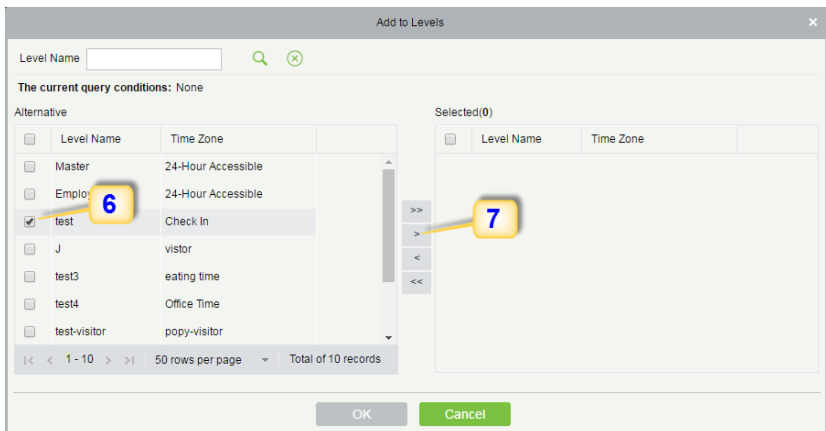 Add to Levels ×
Level Name
The current query conditions: None
Alternative
Level Name Time Zone
Master 24-Hour Accessible
24-Hour Accessible
6
test Check In
J vistor
test3 eating time
test4 Office Time
test-visitor popy-visitor
|< < 1 - 10 > >| 50 rows per page Total of 10 records
>>
>
<
<<
7
Selected(0)
Level Name Time Zone
OK Cancel